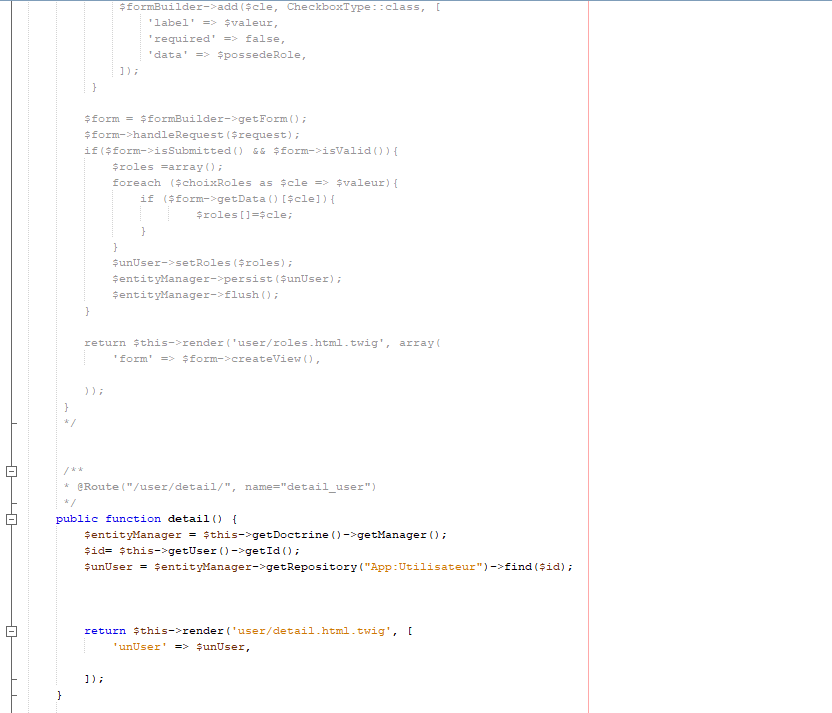 $formBuilder->add($cle, CheckboxType::class, [
'label' => $valeur,
'required' => false,
'data' => $possedeRole,
]);
}
$form = $formBuilder->getForm();
$form->handleRequest($request);
if($form->isSubmitted() && $form->isValid()){
$roles =array();
foreach ($choixRoles as $cle => $valeur){
if ($form->getData()[$cle]){
$roles[]=$cle;
}
}
$unUser->setRoles($roles);
$entityManager->persist($unUser);
$entityManager->flush();
}
return $this->render('user/roles.html.twig', array(
'form' => $form->createView(),
));
}
*/
/**
* @Route("/user/detail/", name="detail_user")
*/
public function detail() {
$entityManager = $this->getDoctrine()->getManager();
$id= $this->getUser()->getId();
$unUser = $entityManager->getRepository("App:Utilisateur")->find($id);
return $this->render('user/detail.html.twig', [
'unUser' => $unUser,
]);
}